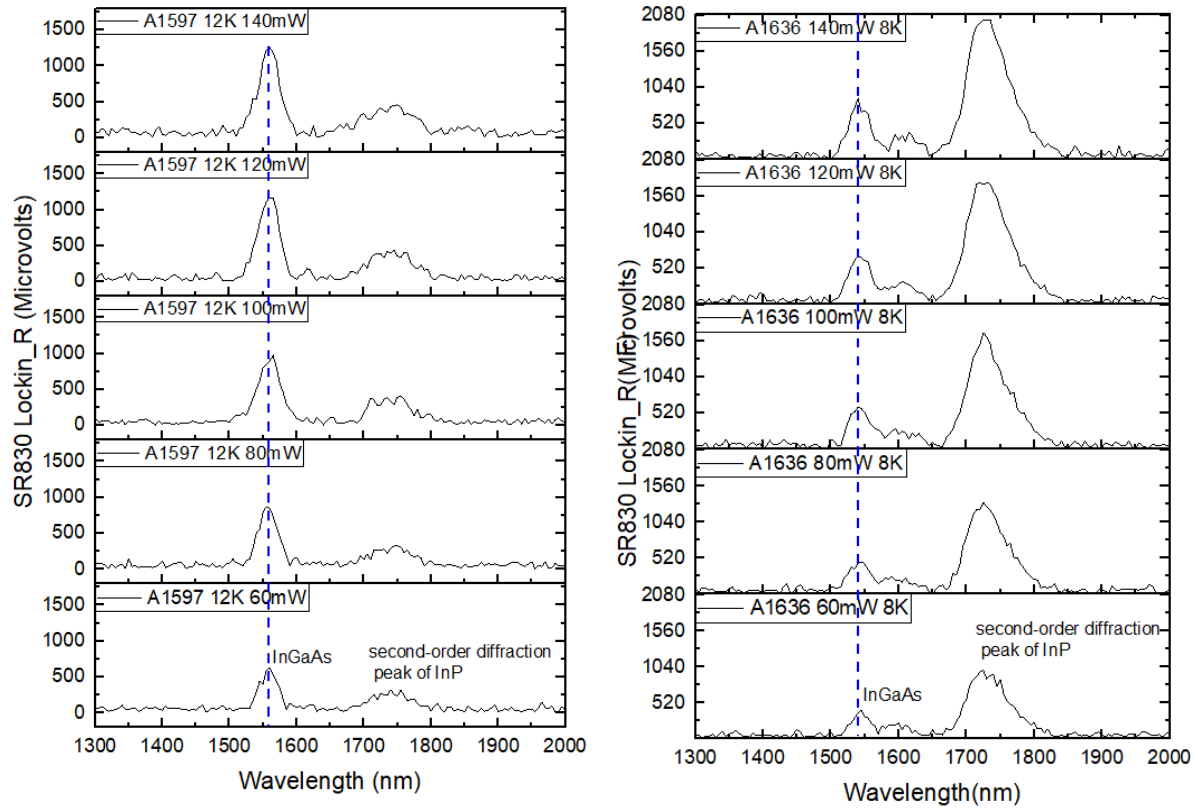 SR830 Lockin_R (Microvolts)
A1597 12K 140mW
1500
1000
500
0
A1597 12K 120mW
1500
1000
500
0
A1597 12K 100mW
1500
1000
500
0
A1597 12K 80mW
1500
1000
500
0
A1597 12K 60mW
1500
1000
500
0
InGaAs
second-order diffraction
peak of InP
1300 1400 1500 1600 1700 1800 1900 2000
Wavelength (nm)
A1636 140mW 8K
2080
1560
1040
520
A1636 120mW 8K
2080
1560
1040
520
A1636 100mW 8K
2080
1560
1040
520
A1636 80mW 8K
2080
1560
1040
520
A1636 60mW 8K
2080
1560
1040
520
second-order diffraction
peak of InP
InGaAs
1300 1400 1500 1600 1700 1800 1900 2000
Wavelength(nm)